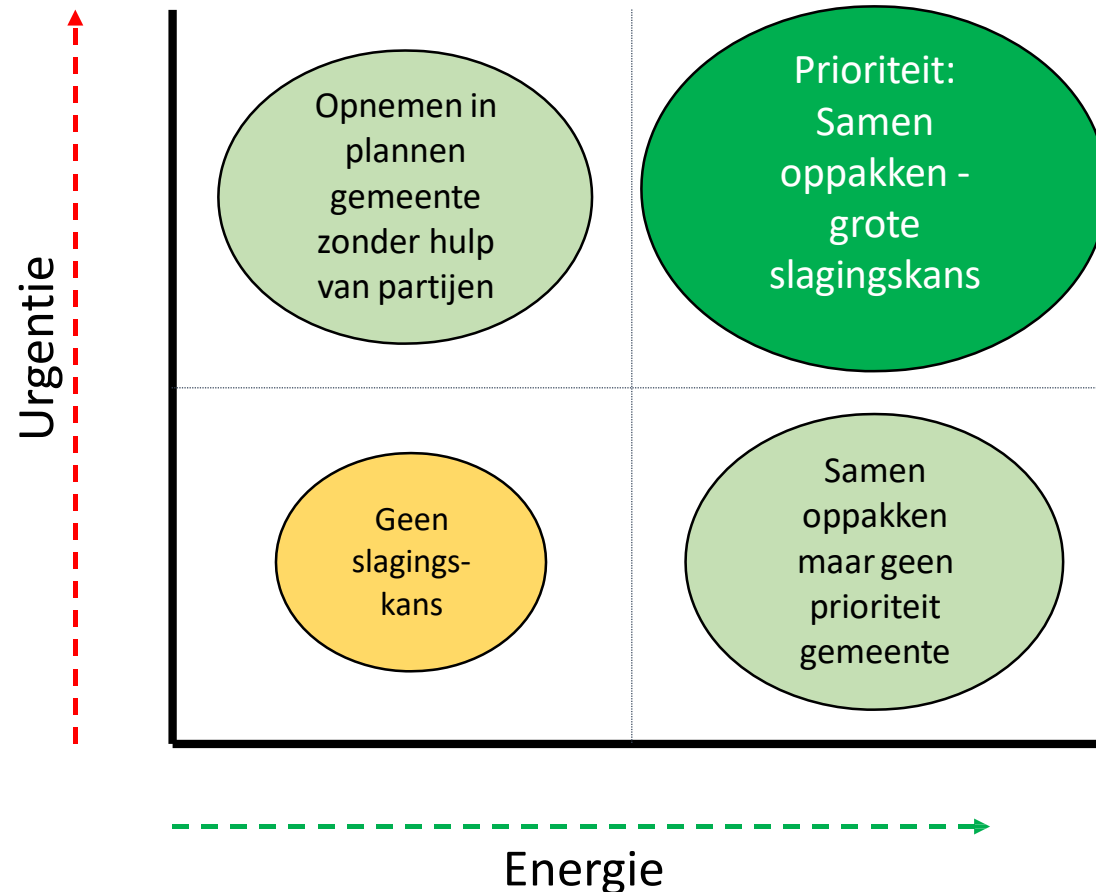 Urgentie
Opnemen in
plannen
gemeente
zonder hulp
van partijen
Prioriteit:
Samen
oppakken -
grote
slagingskans
Geen
slagings-
kans
Samen
oppakken
maar geen
prioriteit
gemeente
Energie